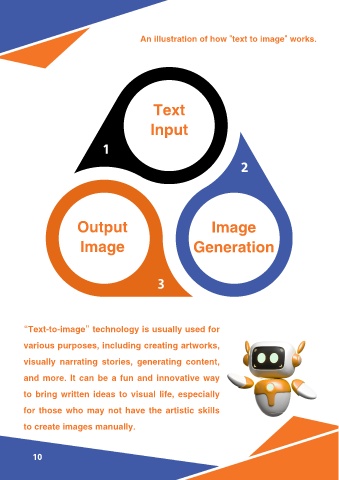 An illustration of how "text to image" works.
Text
Input
1
2
Output
Image
Image
Generation
3
"Text-to-image" technology is usually used for
various purposes, including creating artworks,
visually narrating stories, generating content,
and more. It can be a fun and innovative way
to bring written ideas to visual life, especially
for those who may not have the artistic skills
to create images manually.
10